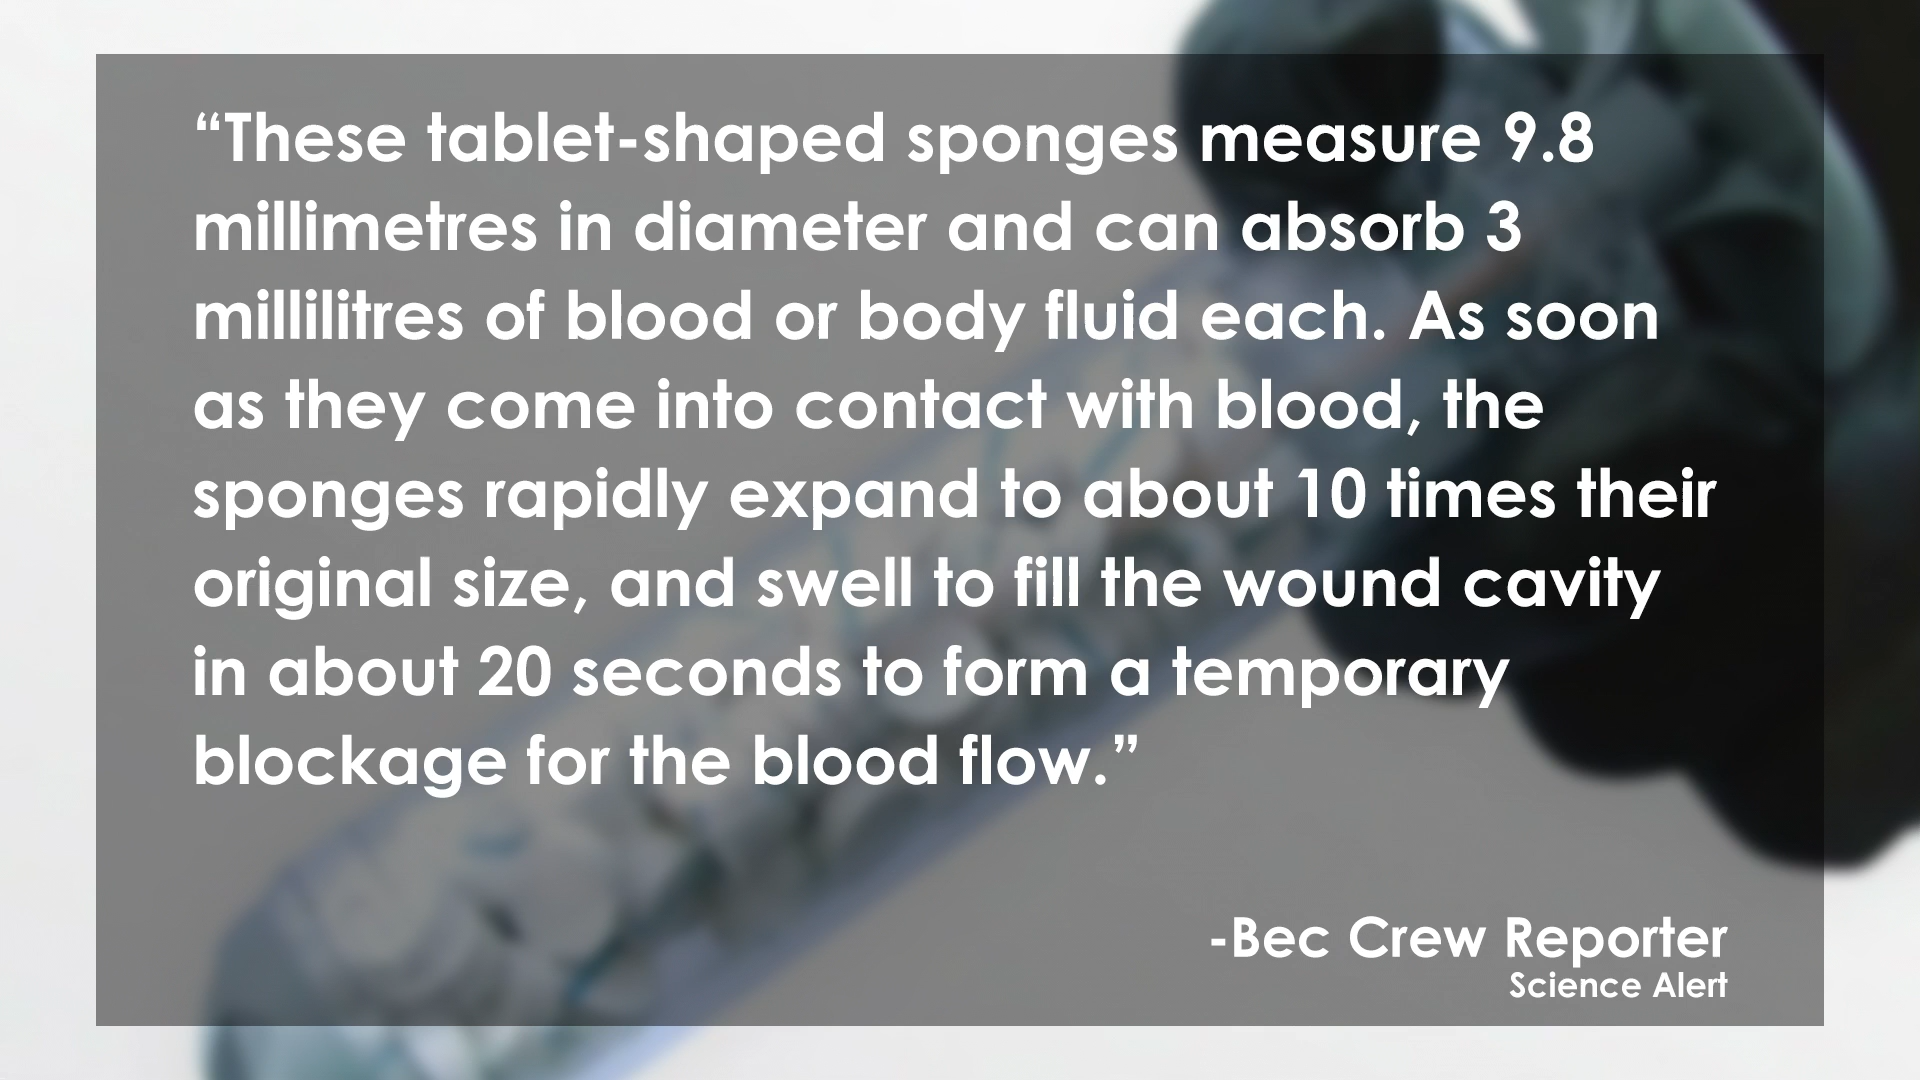 “These tablet-shaped sponges measure 9.8
millimetres in diameter and can absorb 3
millilitres of blood or body fluid each. As soon
as they come into contact with blood, the
sponges rapidly expand to about 10 times their
original size, and swell to fill the wound cavity
in about 20 seconds to form a temporary
blockage for the blood flow.”
-Bec Crew Reporter
Science Alert